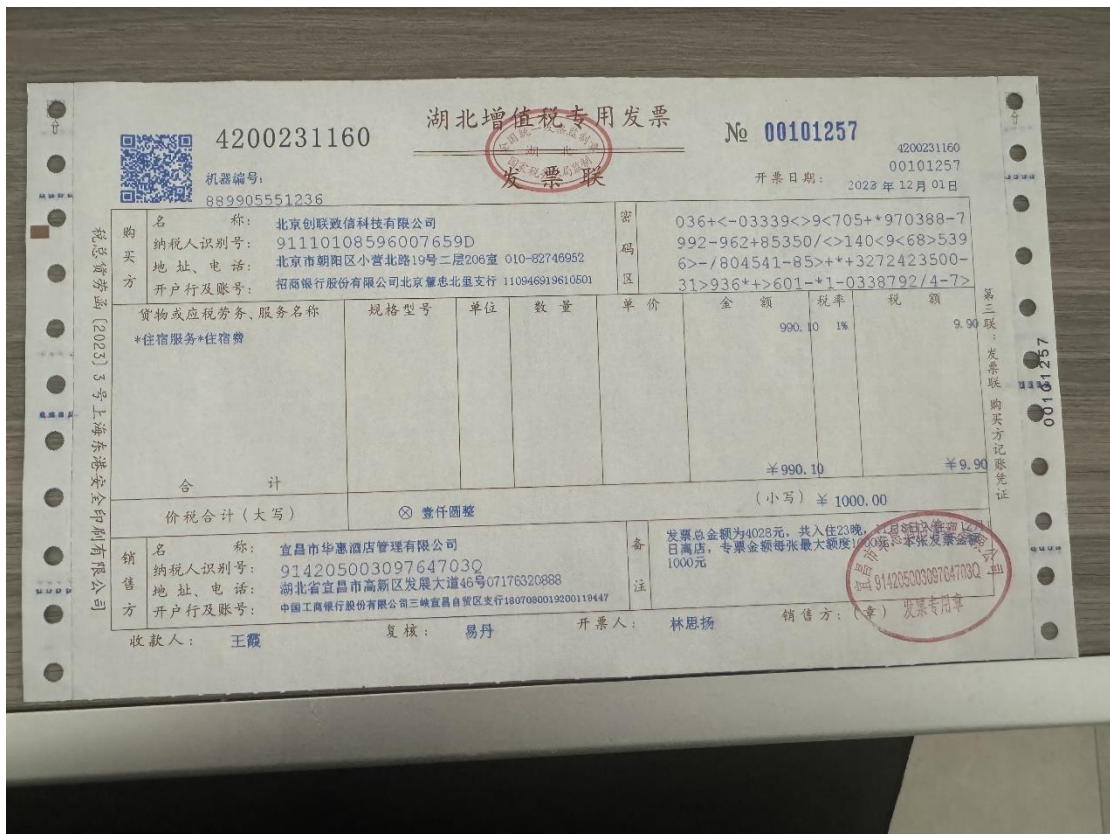 湖北增值税专用发票
发票联
4200231160
№ 00101257
4200231160
00101257
机器编号:
889905551236
开票日期: 2023 年 12 月 01 日
购买方
名 称: 北京创联致信科技有限公司
纳税人识别号: 91110108596007659D
地 址、电 话: 北京市朝阳区小营北路19号二层206室 010-82746952
开户行及账号: 招商银行股份有限公司北京慧忠北里支行 110946919610501
密码区
036+<-03339<>9<705+*970388-7
992-962+85350/<>140<9<68>539
6>-/804541-85>+*+3272423500-
31>936*+>601-*1-0338792/4-7>
货物或应税劳务、服务名称 规格型号 单位 数 量 单 价 金 额 税率 税 额
*住宿服务*住宿费 990.10 1% 9.90
合 计 ¥990.10 ¥9.90
价税合计(大写) ⊗ 壹仟圆整 (小写) ¥ 1000.00
销售方
名 称: 宜昌市华惠酒店管理有限公司
纳税人识别号: 91420500309764703Q
地 址、电 话: 湖北省宜昌市高新区发展大道46号07176320888
开户行及账号: 中国工商银行股份有限公司三峡宜昌自贸区支行1807080019200119447
备注
发票总金额为4028元, 共入住23晚,
日离店, 专票金额每张最大额度 本张发票金额
1000元
收款人: 王霞 复核: 易丹 开票人: 林思扬 销售方:(章)
91420500309764703Q
发票专用章
税总货劳函〔2023〕3号上海东港安全印刷有限公司
第三联:发票联 购买方记账凭证
00101257